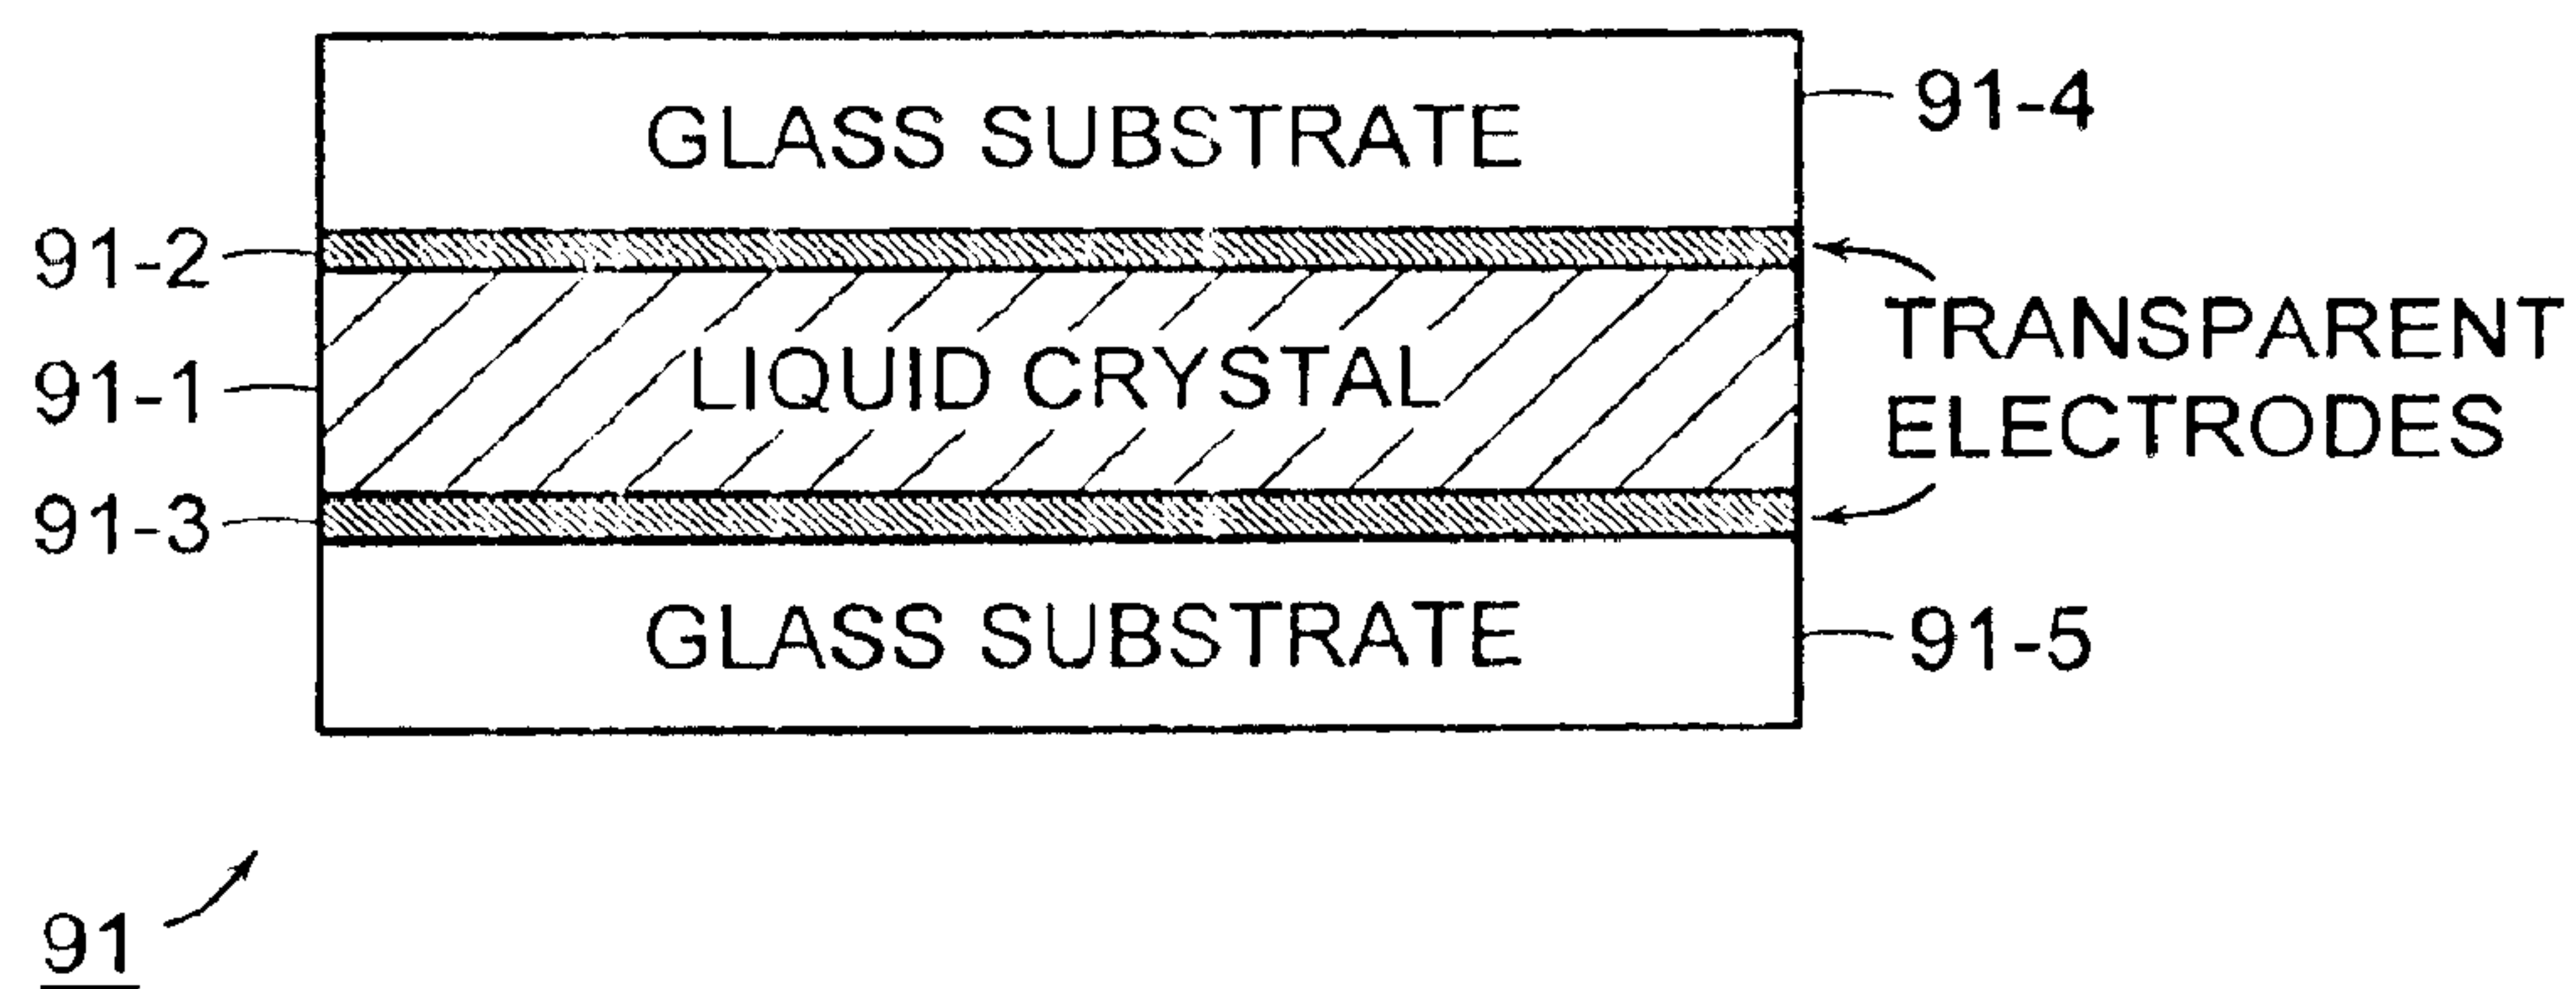 GLASS SUBSTRATE
91-4
91-2
TRANSPARENT
ELECTRODES
91-1
LIQUID CRYSTAL
91-3
GLASS SUBSTRATE
91-5
91